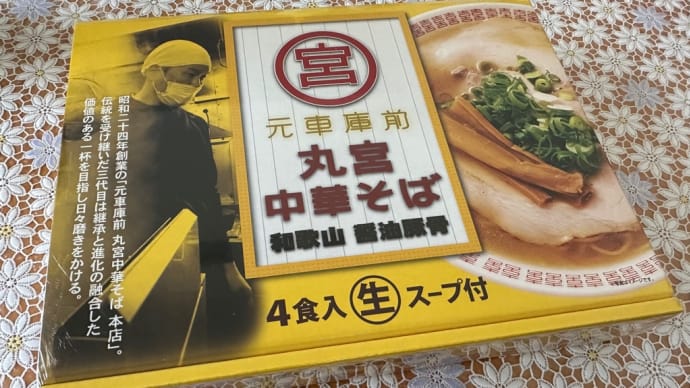 宮
元車庫前
丸宮
中華そば
和歌山 醤油豚骨
4食入 生 スープ付
昭和二十四年創業の「元車庫前 丸宮中華そば 本店」。
伝統を受け継いだ三代目は継承と進化の融合した
価値のある一杯を目指し日々磨きをかける。